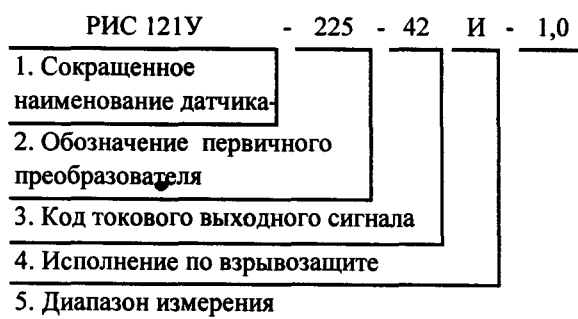 РИС 121У - 225 - 42 И - 1,0
1. Сокращенное
наименование датчика
2. Обозначение первичного
преобразователя
3. Код токового выходного сигнала
4. Исполнение по взрывозащите
5. Диапазон измерения